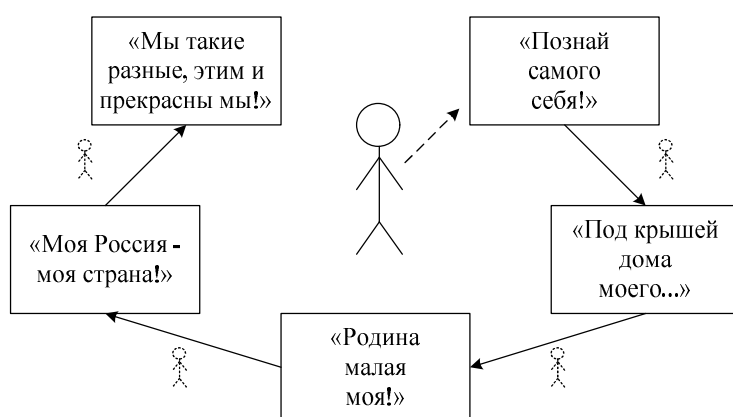 «Мы такие
разные, этим и
прекрасны мы!»
«Познай
самого
себя!»
«Моя Россия -
моя страна!»
«Под крышей
дома
моего...»
«Родина
малая
моя!»